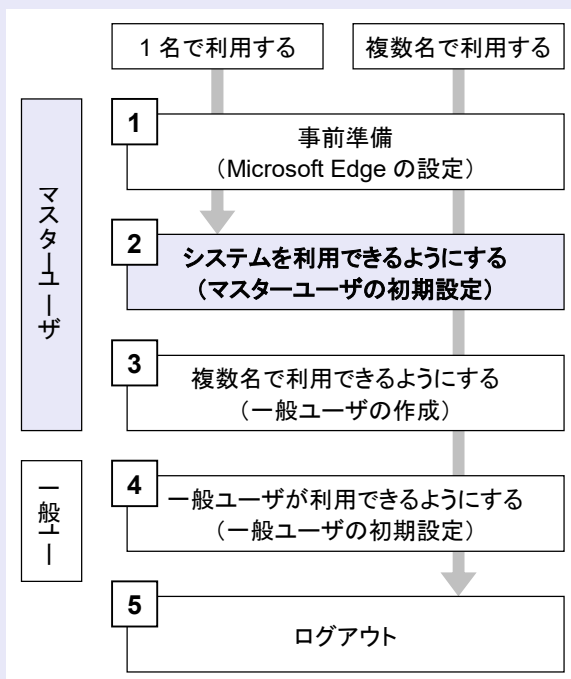 1 名で利用する
複数名で利用する
マスターユーザ
1
事前準備
（Microsoft Edge の設定）
2
システムを利用できるようにする
（マスターユーザの初期設定）
3
複数名で利用できるようにする
（一般ユーザの作成）
一般ユー
4
一般ユーザが利用できるようにする
（一般ユーザの初期設定）
5
ログアウト